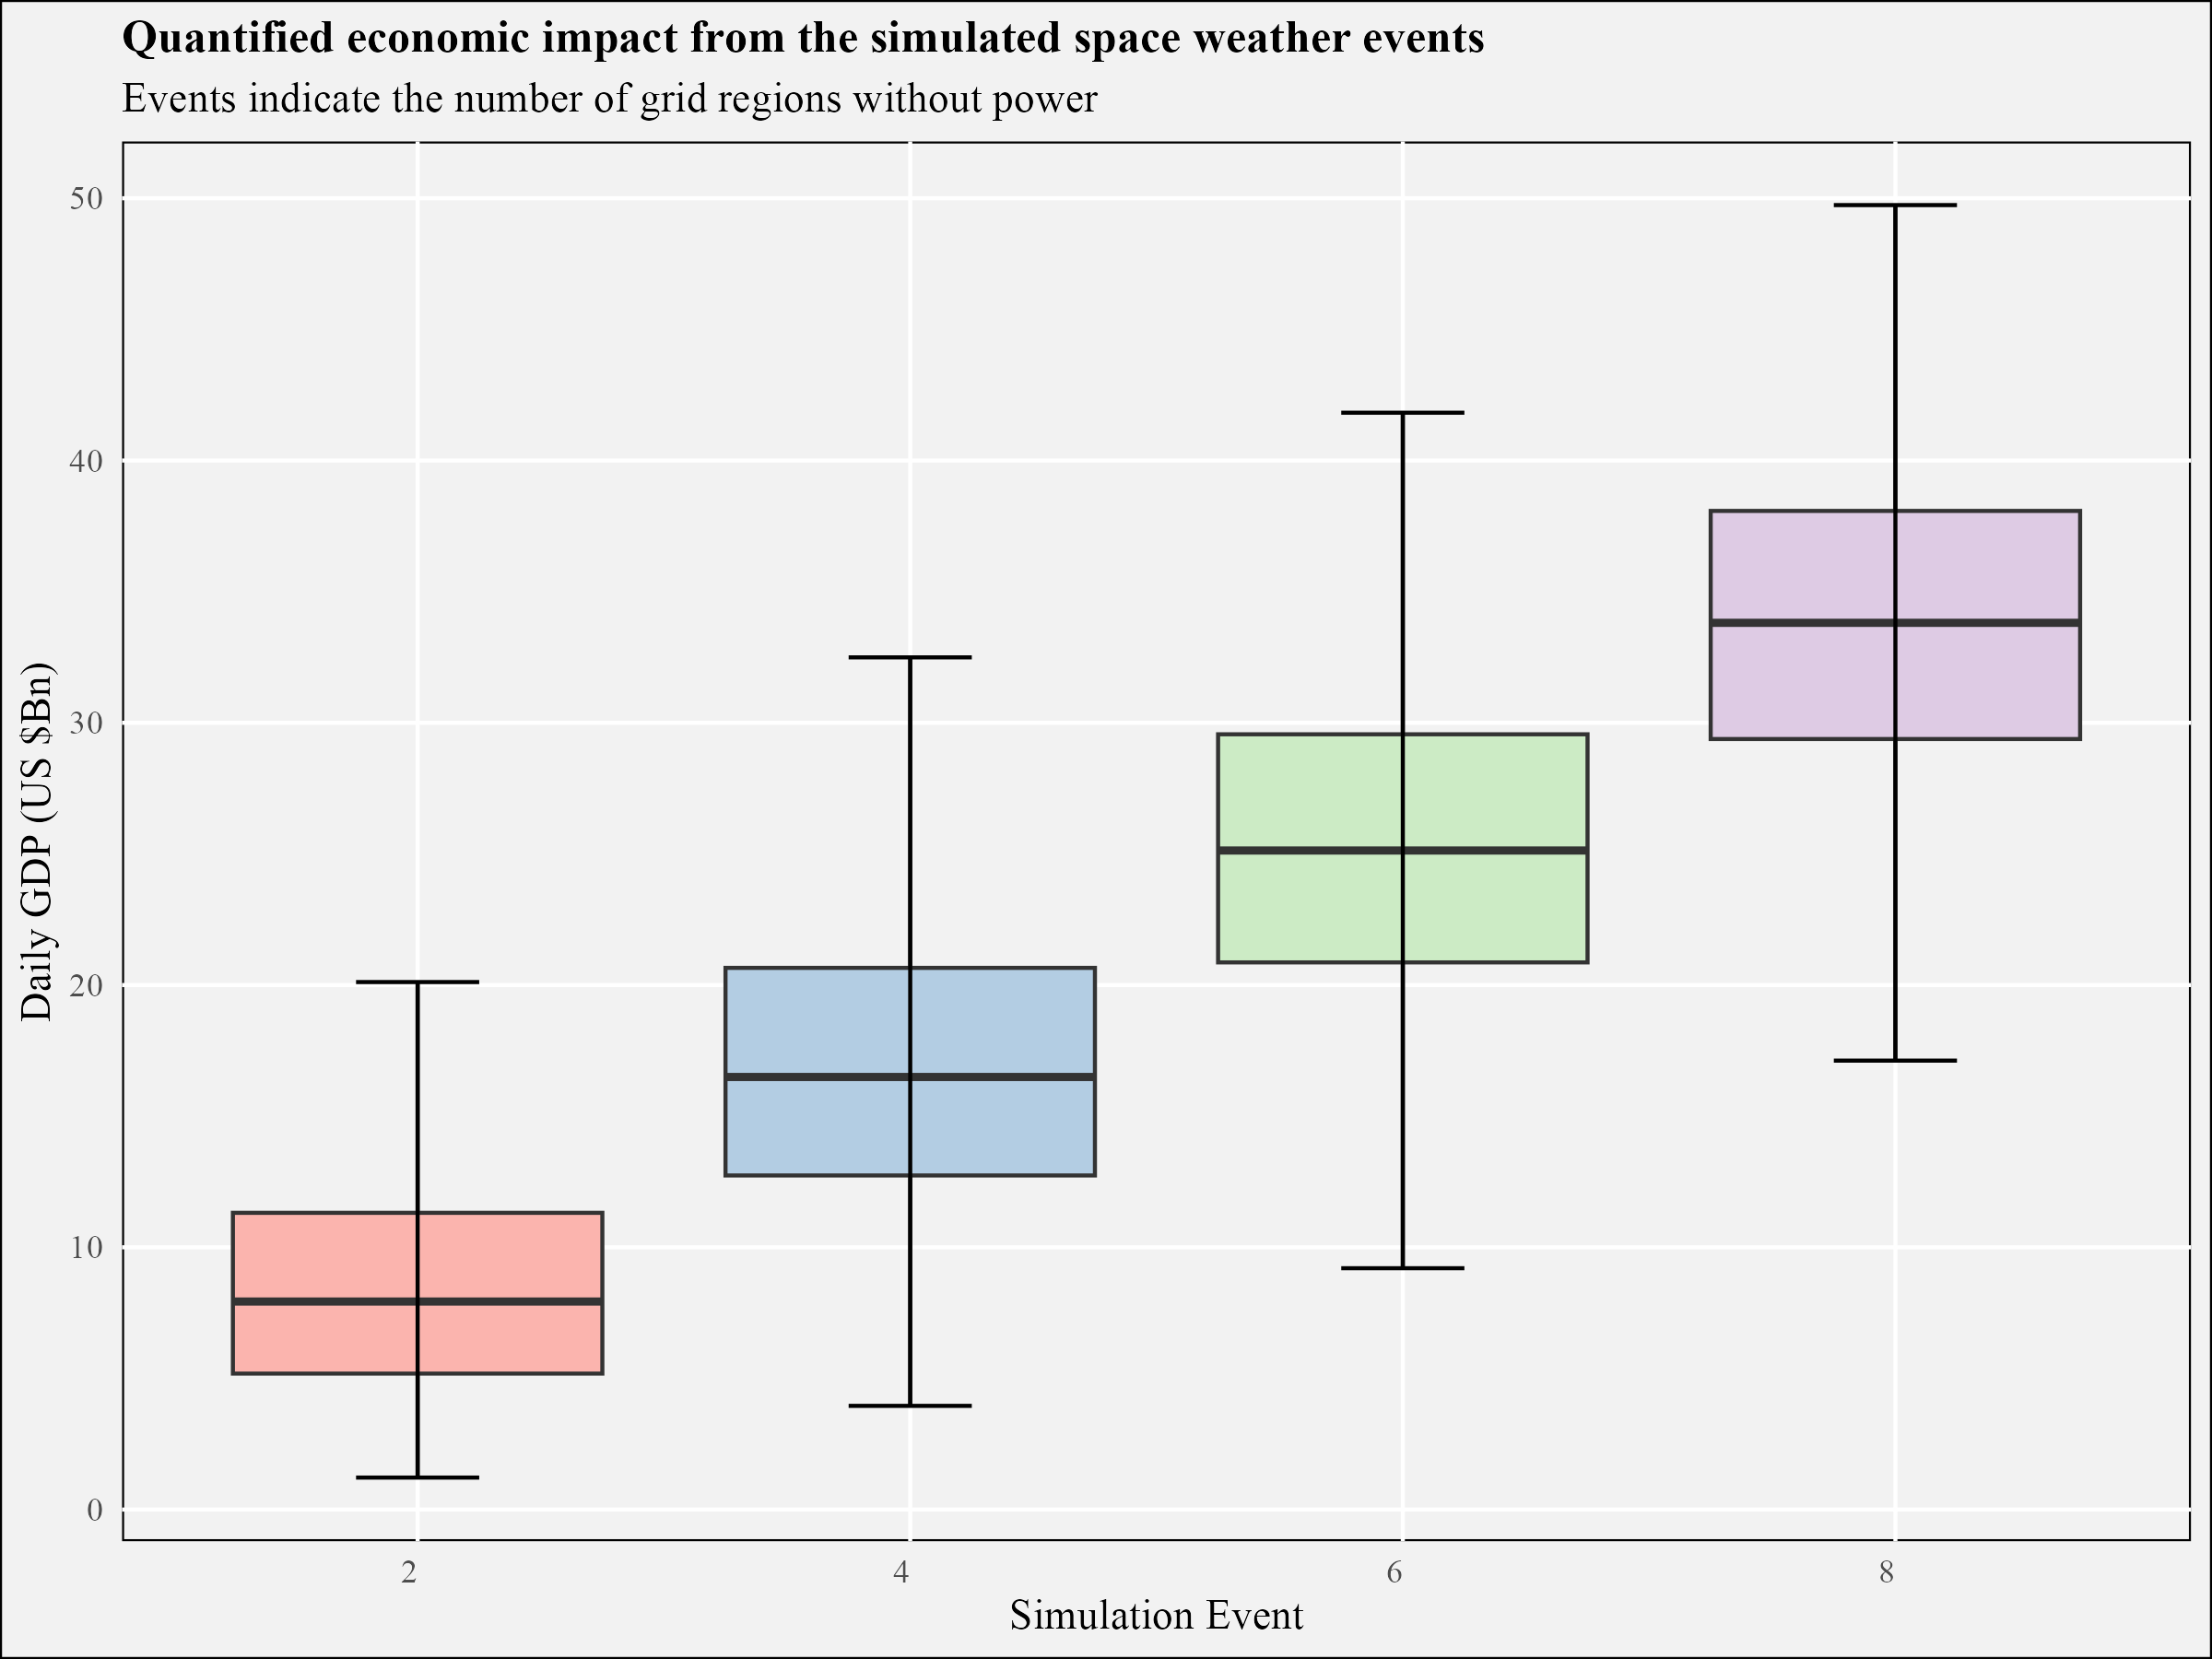 Quantified economic impact from the simulated space weather events
Events indicate the number of grid regions without power
Daily GDP (US $Bn)
50
40
30
20
10
0
2
4
6
8
Simulation Event